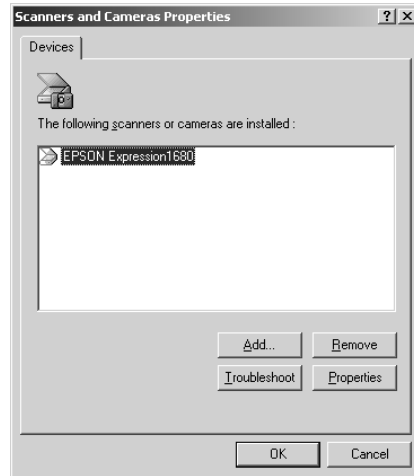 Scanners and Cameras Properties
Devices
The following scanners or cameras are installed :
EPSON Expression1680
Add... Remove
Troubleshoot Properties
OK Cancel